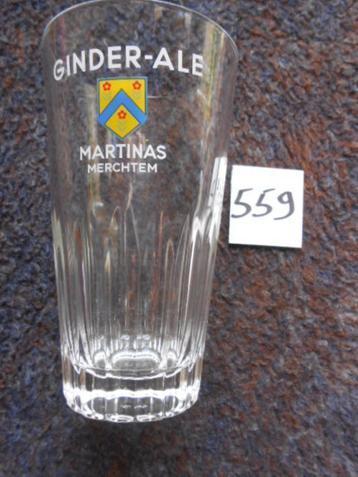 GINDER-ALE
MARTINAS
MERCHTEM
559